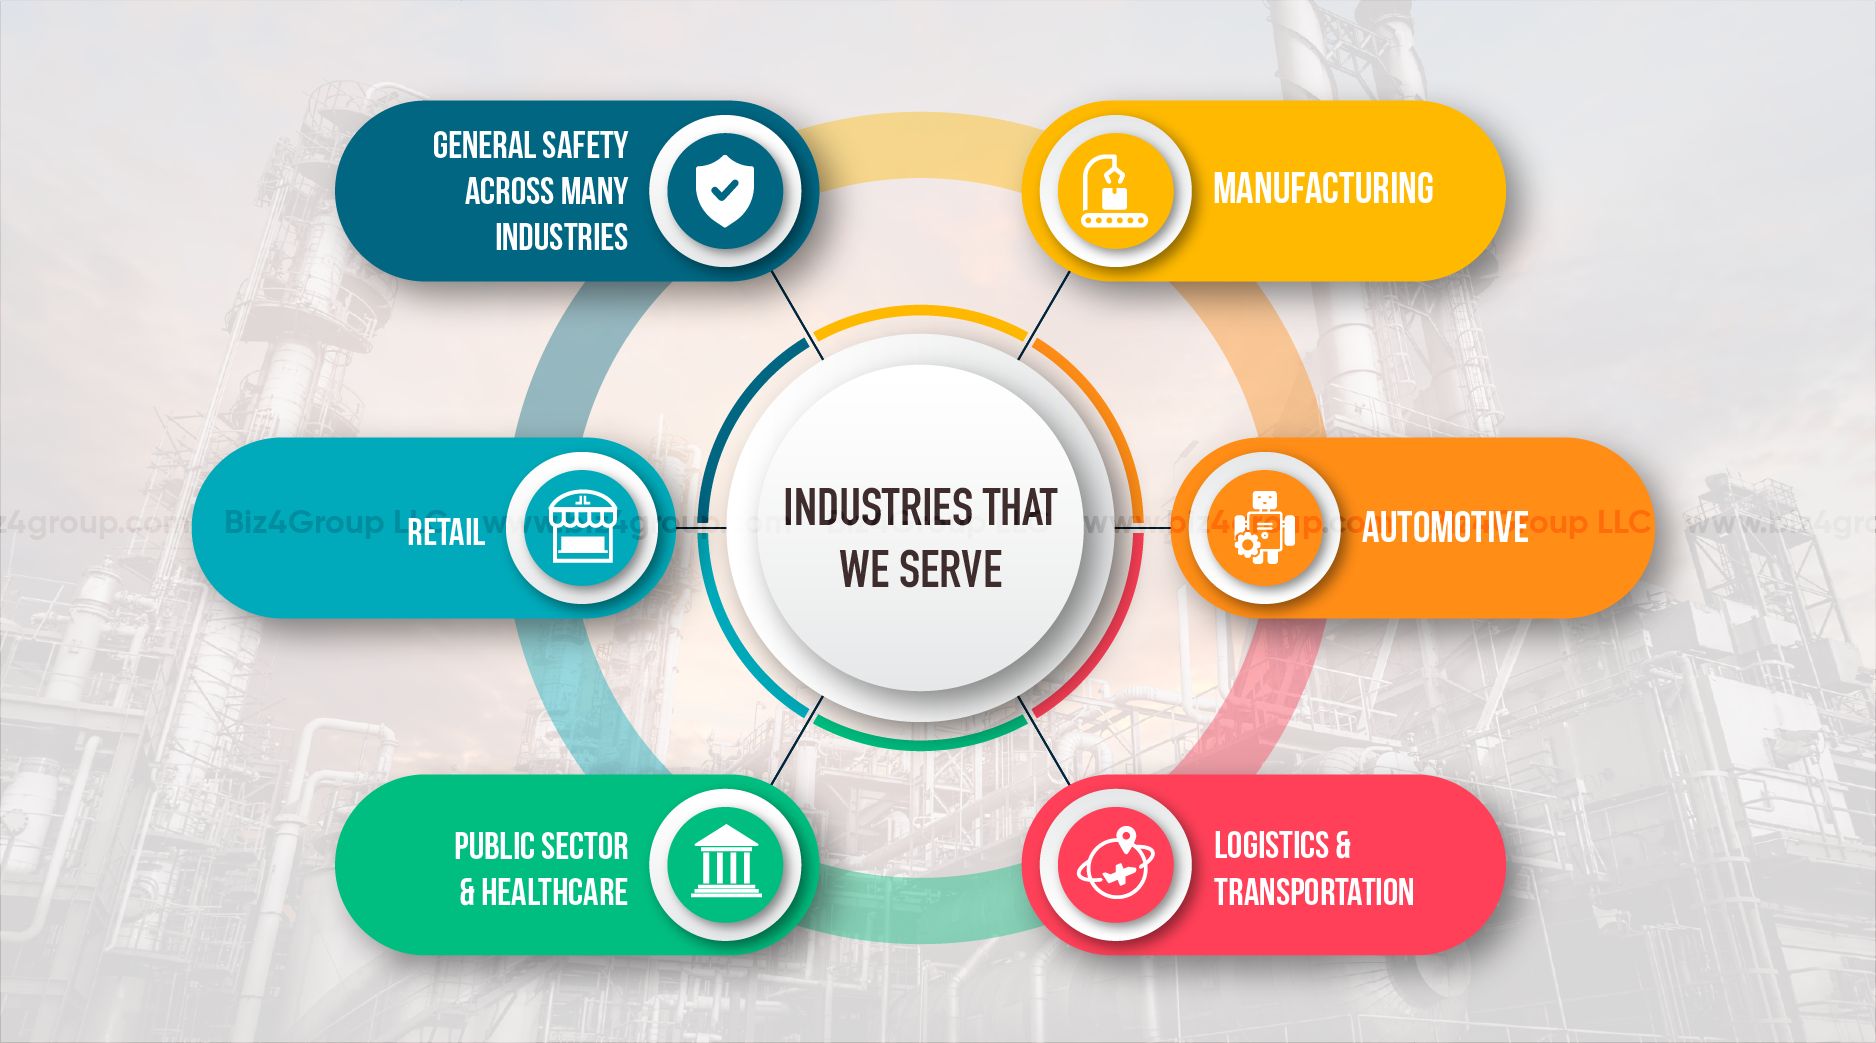 GENERAL SAFETY
ACROSS MANY
INDUSTRIES
MANUFACTURING
RETAIL
INDUSTRIES THAT
WE SERVE
AUTOMOTIVE
PUBLIC SECTOR
& HEALTHCARE
LOGISTICS &
TRANSPORTATION
z4group.com Biz4Group LLC www.biz4group.com Biz4Group LLC www.biz4group.com Biz4Group LLC www.biz4g